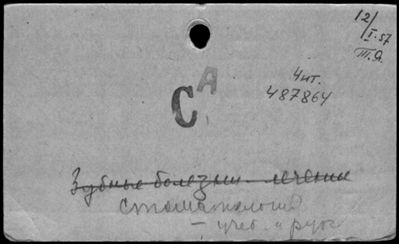 12/
I.57
Т.Я.
Чит.
487864
СА
Зубные болезни - лечение
стоматология
- учеб. и рук.